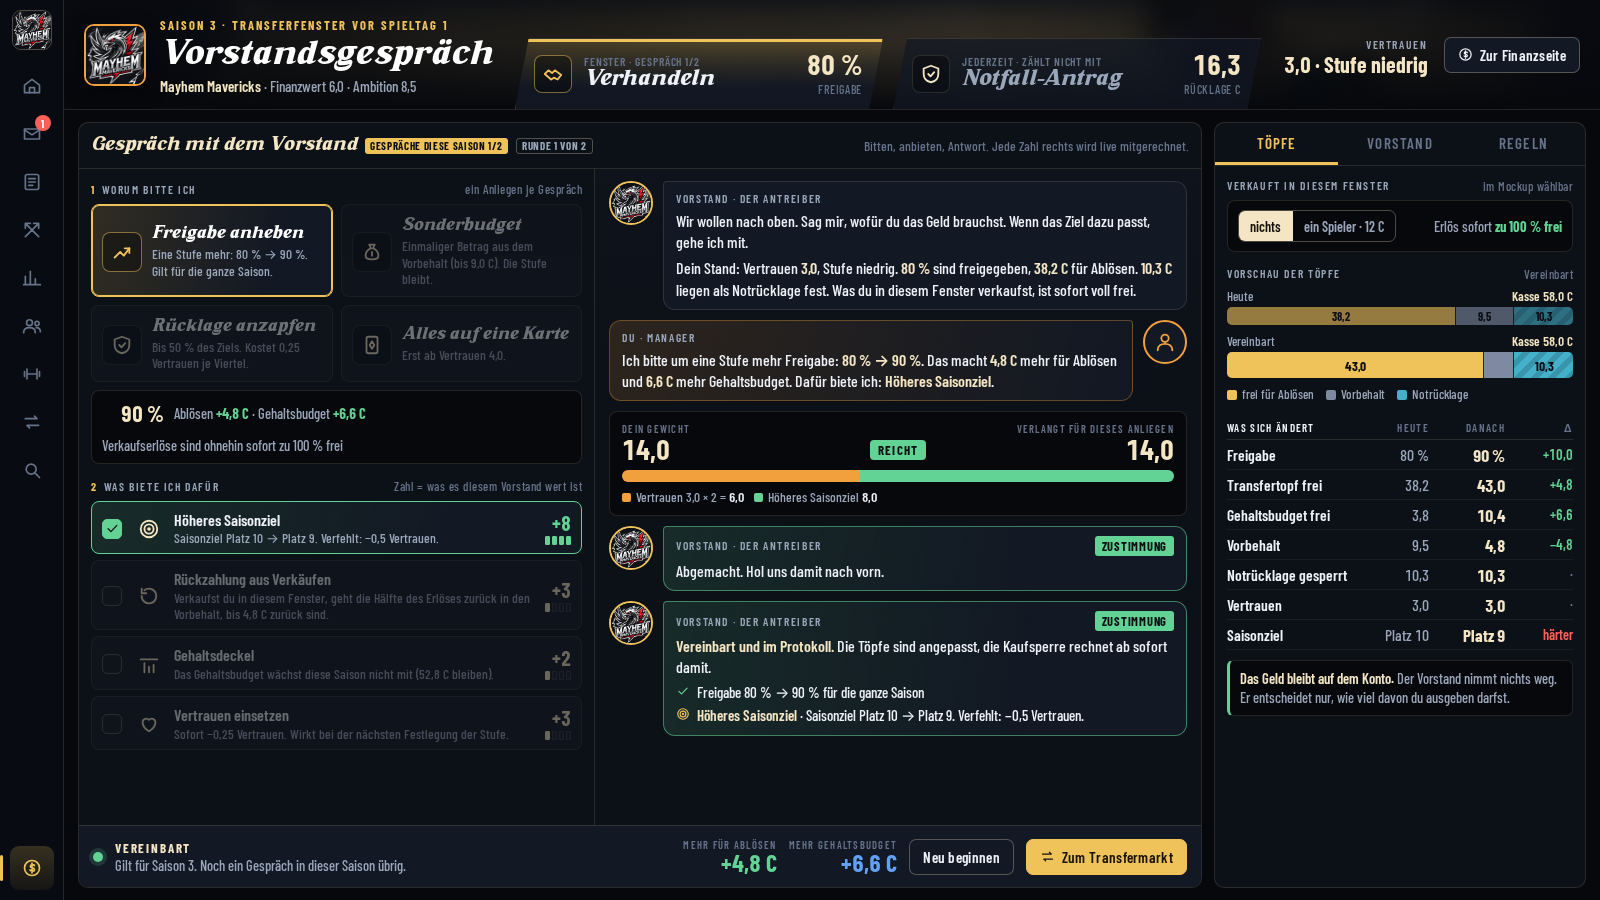 SAISON 3 · TRANSFERFENSTER VOR SPIELTAG 1
Vorstandsgespräch
Mayhem Mavericks · Finanzwert 6,0 · Ambition 8,5
FENSTER · GESPRÄCH 1/2
Verhandeln
80 %
FREIGABE
JEDERZEIT · ZÄHLT NICHT MIT
Notfall-Antrag
16,3
RÜCKLAGE C
VERTRAUEN
3,0 · Stufe niedrig
Zur Finanzseite
1
Gespräch mit dem Vorstand
GESPRÄCHE DIESE SAISON 1/2
RUNDE 1 VON 2
Bitten, anbieten, Antwort. Jede Zahl rechts wird live mitgerechnet.
1 WORUM BITTE ICH
ein Anliegen je Gespräch
Freigabe anheben
Eine Stufe mehr: 80 % → 90 %.
Gilt für die ganze Saison.
Sonderbudget
Einmaliger Betrag aus dem
Vorbehalt (bis 9,0 C). Die Stufe
bleibt.
Rücklage anzapfen
Bis 50 % des Ziels. Kostet 0,25
Vertrauen je Viertel.
Alles auf eine Karte
Erst ab Vertrauen 4,0.
90 % Ablösen +4,8 C · Gehaltsbudget +6,6 C
Verkaufserlöse sind ohnehin sofort zu 100 % frei
2 WAS BIETE ICH DAFÜR
Zahl = was es diesem Vorstand wert ist
Höheres Saisonziel
Saisonziel Platz 10 → Platz 9. Verfehlt: −0,5 Vertrauen.
+8
Rückzahlung aus Verkäufen
Verkaufst du in diesem Fenster, geht die Hälfte des Erlöses zurück in den
Vorbehalt, bis 4,8 C zurück sind.
+3
Gehaltsdeckel
Das Gehaltsbudget wächst diese Saison nicht mit (52,8 C bleiben).
+2
Vertrauen einsetzen
Sofort −0,25 Vertrauen. Wirkt bei der nächsten Festlegung der Stufe.
+3
VORSTAND · DER ANTREIBER
Wir wollen nach oben. Sag mir, wofür du das Geld brauchst. Wenn das Ziel dazu passt,
gehe ich mit.
Dein Stand: Vertrauen 3,0, Stufe niedrig. 80 % sind freigegeben, 38,2 C für Ablösen. 10,3 C
liegen als Notrücklage fest. Was du in diesem Fenster verkaufst, ist sofort voll frei.
DU · MANAGER
Ich bitte um eine Stufe mehr Freigabe: 80 % → 90 %. Das macht 4,8 C mehr für Ablösen
und 6,6 C mehr Gehaltsbudget. Dafür biete ich: Höheres Saisonziel.
DEIN GEWICHT
14,0
REICHT
VERLANGT FÜR DIESES ANLIEGEN
14,0
Vertrauen 3,0 × 2 = 6,0
Höheres Saisonziel 8,0
VORSTAND · DER ANTREIBER
ZUSTIMMUNG
Abgemacht. Hol uns damit nach vorn.
VORSTAND · DER ANTREIBER
ZUSTIMMUNG
Vereinbart und im Protokoll. Die Töpfe sind angepasst, die Kaufsperre rechnet ab sofort
damit.
Freigabe 80 % → 90 % für die ganze Saison
Höheres Saisonziel · Saisonziel Platz 10 → Platz 9. Verfehlt: −0,5 Vertrauen.
VEREINBART
Gilt für Saison 3. Noch ein Gespräch in dieser Saison übrig.
MEHR FÜR ABLÖSEN
+4,8 C
MEHR GEHALTSBUDGET
+6,6 C
Neu beginnen
Zum Transfermarkt
TÖPFE
VORSTAND
REGELN
VERKAUFT IN DIESEM FENSTER
im Mockup wählbar
nichts
ein Spieler · 12 C
Erlös sofort zu 100 % frei
VORSCHAU DER TÖPFE
Vereinbart
Heute
Kasse 58,0 C
38,2
9,5
10,3
Vereinbart
Kasse 58,0 C
43,0
10,3
frei für Ablösen
Vorbehalt
Notrücklage
WAS SICH ÄNDERT HEUTE DANACH Δ
Freigabe 80 % 90 % +10,0
Transfertopf frei 38,2 43,0 +4,8
Gehaltsbudget frei 3,8 10,4 +6,6
Vorbehalt 9,5 4,8 −4,8
Notrücklage gesperrt 10,3 10,3 ·
Vertrauen 3,0 3,0 ·
Saisonziel Platz 10 Platz 9 härter
Das Geld bleibt auf dem Konto. Der Vorstand nimmt nichts weg.
Er entscheidet nur, wie viel davon du ausgeben darfst.